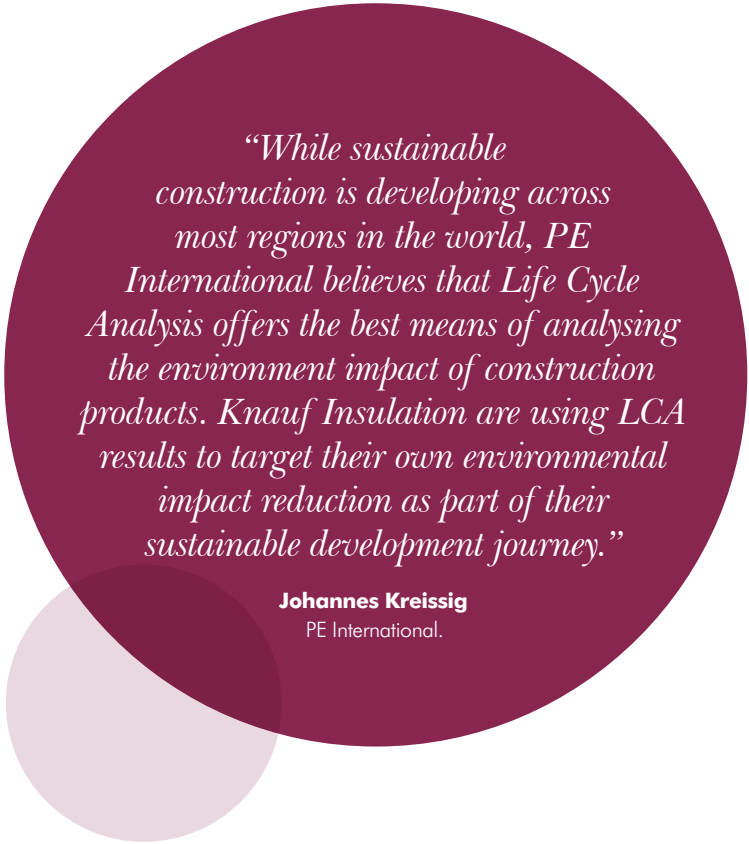 “While sustainable
construction is developing across
most regions in the world, PE
International believes that Life Cycle
Analysis offers the best means of analysing
the environment impact of construction
products. Knauf Insulation are using LCA
results to target their own environmental
impact reduction as part of their
sustainable development journey.”
Johannes Kreissig
PE International.